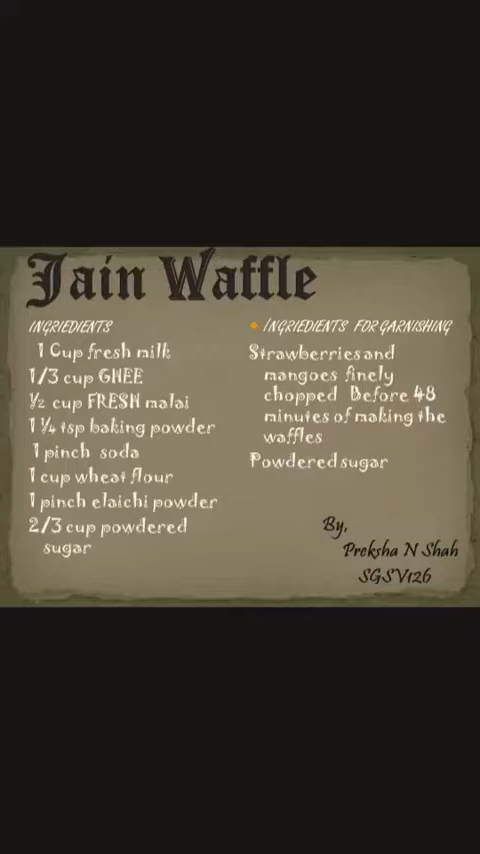 Jain Waffle
INGRIEDIENTS
1 Cup fresh milk
1/3 cup GHEE
½ cup FRESH malai
1 ¼ tsp baking powder
1 pinch soda
1 cup wheat flour
1 pinch elaichi powder
2/3 cup powdered
sugar
• INGRIEDIENTS FOR GARNISHING
Strawberries and
mangoes finely
chopped Before 48
minutes of making the
waffles
Powdered sugar
By,
Preksha N Shah
SGSV126